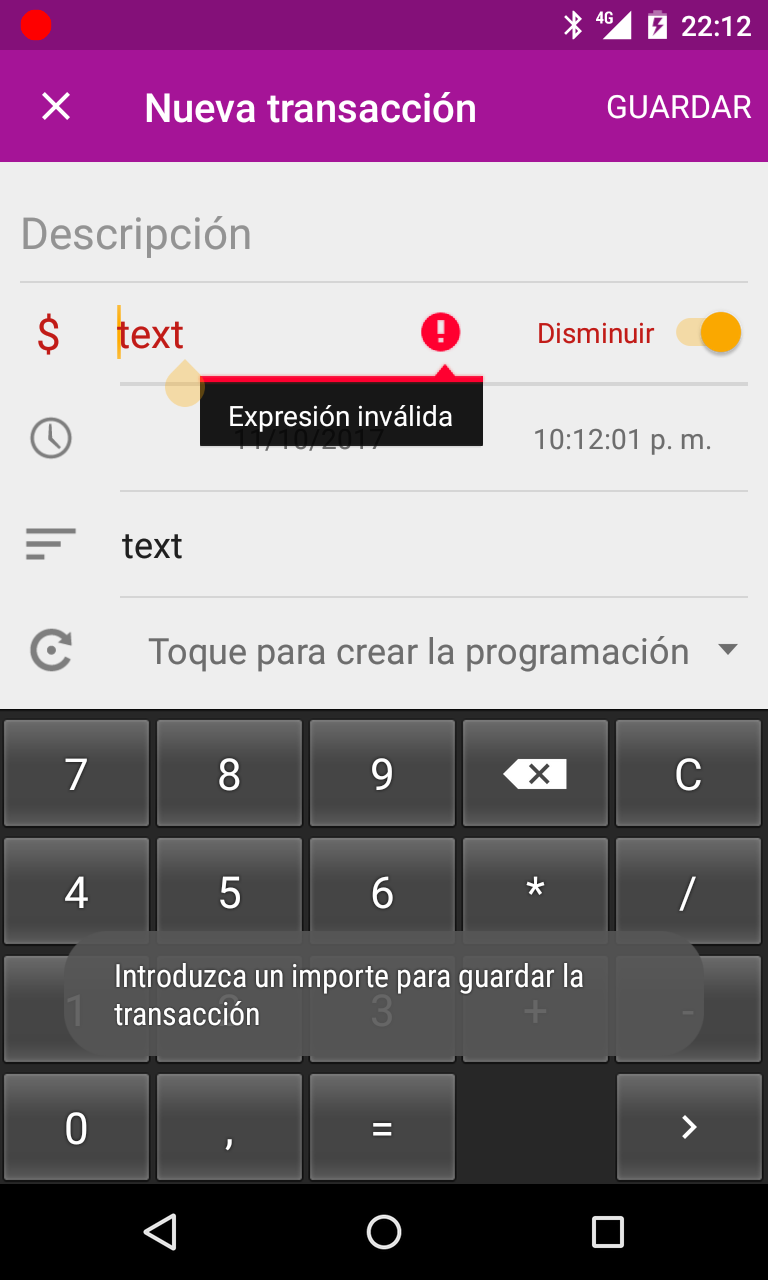 4G 22:12
Nueva transacción GUARDAR
Descripción
$ text Disminuir
Expresión inválida
11/10/2017 10:12:01 p. m.
text
Toque para crear la programación
7 8 9 C
4 5 6 * /
1 2 3 + -
Introduzca un importe para guardar la
transacción
0 , = >